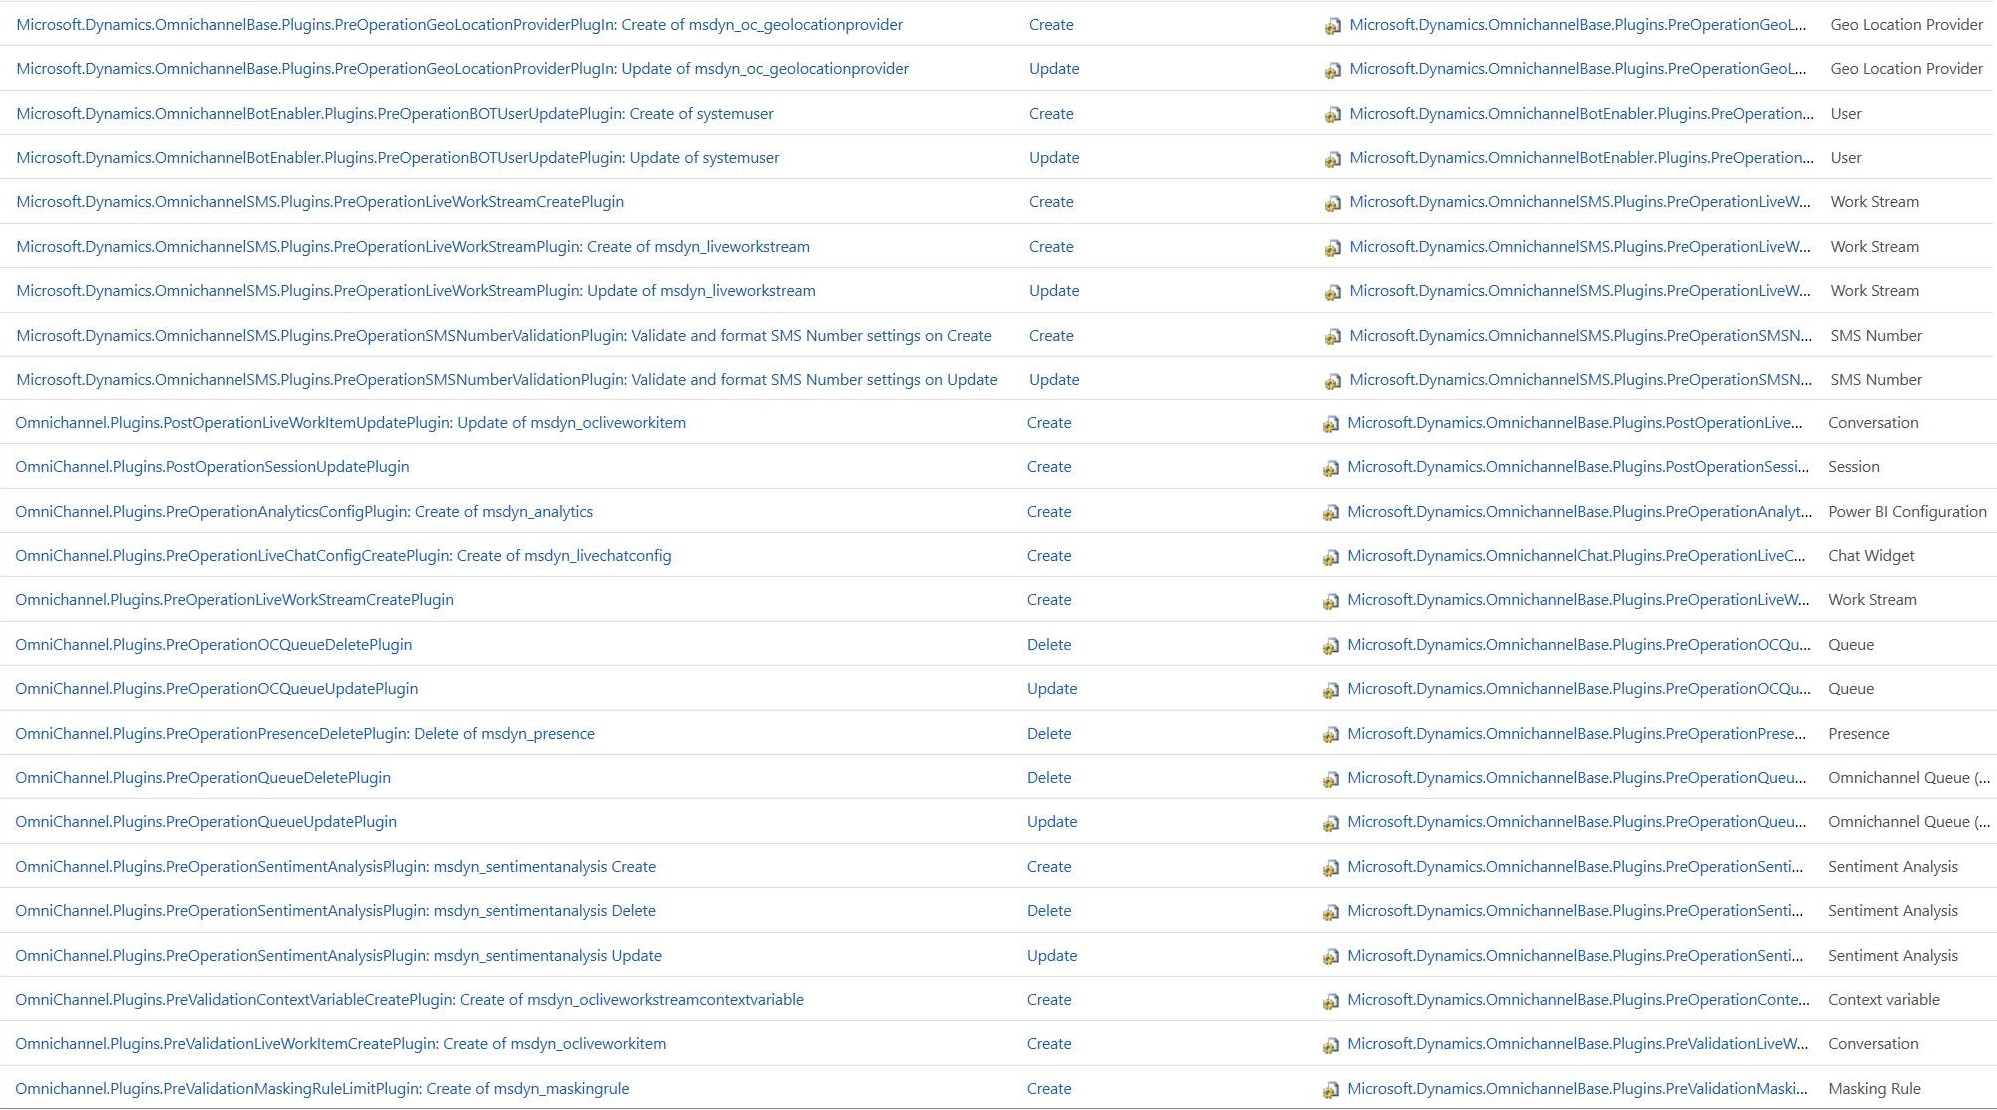 Microsoft.Dynamics.OmnichannelBase.Plugins.PreOperationGeoLocationProviderPlugIn: Create of msdyn_oc_geolocationprovider Create Microsoft.Dynamics.OmnichannelBase.Plugins.PreOperationGeoL... Geo Location Provider
Microsoft.Dynamics.OmnichannelBase.Plugins.PreOperationGeoLocationProviderPlugIn: Update of msdyn_oc_geolocationprovider Update Microsoft.Dynamics.OmnichannelBase.Plugins.PreOperationGeoL... Geo Location Provider
Microsoft.Dynamics.OmnichannelBotEnabler.Plugins.PreOperationBOTUserUpdatePlugin: Create of systemuser Create Microsoft.Dynamics.OmnichannelBotEnabler.Plugins.PreOperation... User
Microsoft.Dynamics.OmnichannelBotEnabler.Plugins.PreOperationBOTUserUpdatePlugin: Update of systemuser Update Microsoft.Dynamics.OmnichannelBotEnabler.Plugins.PreOperation... User
Microsoft.Dynamics.OmnichannelSMS.Plugins.PreOperationLiveWorkStreamCreatePlugin Create Microsoft.Dynamics.OmnichannelSMS.Plugins.PreOperationLiveW... Work Stream
Microsoft.Dynamics.OmnichannelSMS.Plugins.PreOperationLiveWorkStreamPlugin: Create of msdyn_liveworkstream Create Microsoft.Dynamics.OmnichannelSMS.Plugins.PreOperationLiveW... Work Stream
Microsoft.Dynamics.OmnichannelSMS.Plugins.PreOperationLiveWorkStreamPlugin: Update of msdyn_liveworkstream Update Microsoft.Dynamics.OmnichannelSMS.Plugins.PreOperationLiveW... Work Stream
Microsoft.Dynamics.OmnichannelSMS.Plugins.PreOperationSMSNumberValidationPlugin: Validate and format SMS Number settings on Create Create Microsoft.Dynamics.OmnichannelSMS.Plugins.PreOperationSMSN... SMS Number
Microsoft.Dynamics.OmnichannelSMS.Plugins.PreOperationSMSNumberValidationPlugin: Validate and format SMS Number settings on Update Update Microsoft.Dynamics.OmnichannelSMS.Plugins.PreOperationSMSN... SMS Number
Omnichannel.Plugins.PostOperationLiveWorkItemUpdatePlugin: Update of msdyn_ocliveworkitem Create Microsoft.Dynamics.OmnichannelBase.Plugins.PostOperationLive... Conversation
OmniChannel.Plugins.PostOperationSessionUpdatePlugin Create Microsoft.Dynamics.OmnichannelBase.Plugins.PostOperationSessi... Session
OmniChannel.Plugins.PreOperationAnalyticsConfigPlugin: Create of msdyn_analytics Create Microsoft.Dynamics.OmnichannelBase.Plugins.PreOperationAnalyt... Power BI Configuration
OmniChannel.Plugins.PreOperationLiveChatConfigCreatePlugin: Create of msdyn_livechatconfig Create Microsoft.Dynamics.OmnichannelChat.Plugins.PreOperationLiveC... Chat Widget
Omnichannel.Plugins.PreOperationLiveWorkStreamCreatePlugin Create Microsoft.Dynamics.OmnichannelBase.Plugins.PreOperationLiveW... Work Stream
OmniChannel.Plugins.PreOperationOCQueueDeletePlugin Delete Microsoft.Dynamics.OmnichannelBase.Plugins.PreOperationOCQu... Queue
OmniChannel.Plugins.PreOperationOCQueueUpdatePlugin Update Microsoft.Dynamics.OmnichannelBase.Plugins.PreOperationOCQu... Queue
OmniChannel.Plugins.PreOperationPresenceDeletePlugin: Delete of msdyn_presence Delete Microsoft.Dynamics.OmnichannelBase.Plugins.PreOperationPrese... Presence
OmniChannel.Plugins.PreOperationQueueDeletePlugin Delete Microsoft.Dynamics.OmnichannelBase.Plugins.PreOperationQueu... Omnichannel Queue (...
OmniChannel.Plugins.PreOperationQueueUpdatePlugin Update Microsoft.Dynamics.OmnichannelBase.Plugins.PreOperationQueu... Omnichannel Queue (...
OmniChannel.Plugins.PreOperationSentimentAnalysisPlugin: msdyn_sentimentanalysis Create Create Microsoft.Dynamics.OmnichannelBase.Plugins.PreOperationSenti... Sentiment Analysis
OmniChannel.Plugins.PreOperationSentimentAnalysisPlugin: msdyn_sentimentanalysis Delete Delete Microsoft.Dynamics.OmnichannelBase.Plugins.PreOperationSenti... Sentiment Analysis
OmniChannel.Plugins.PreOperationSentimentAnalysisPlugin: msdyn_sentimentanalysis Update Update Microsoft.Dynamics.OmnichannelBase.Plugins.PreOperationSenti... Sentiment Analysis
OmniChannel.Plugins.PreValidationContextVariableCreatePlugin: Create of msdyn_ocliveworkstreamcontextvariable Create Microsoft.Dynamics.OmnichannelBase.Plugins.PreOperationConte... Context variable
Omnichannel.Plugins.PreValidationLiveWorkItemCreatePlugin: Create of msdyn_ocliveworkitem Create Microsoft.Dynamics.OmnichannelBase.Plugins.PreValidationLiveW... Conversation
Omnichannel.Plugins.PreValidationMaskingRuleLimitPlugin: Create of msdyn_maskingrule Create Microsoft.Dynamics.OmnichannelBase.Plugins.PreValidationMaski... Masking Rule